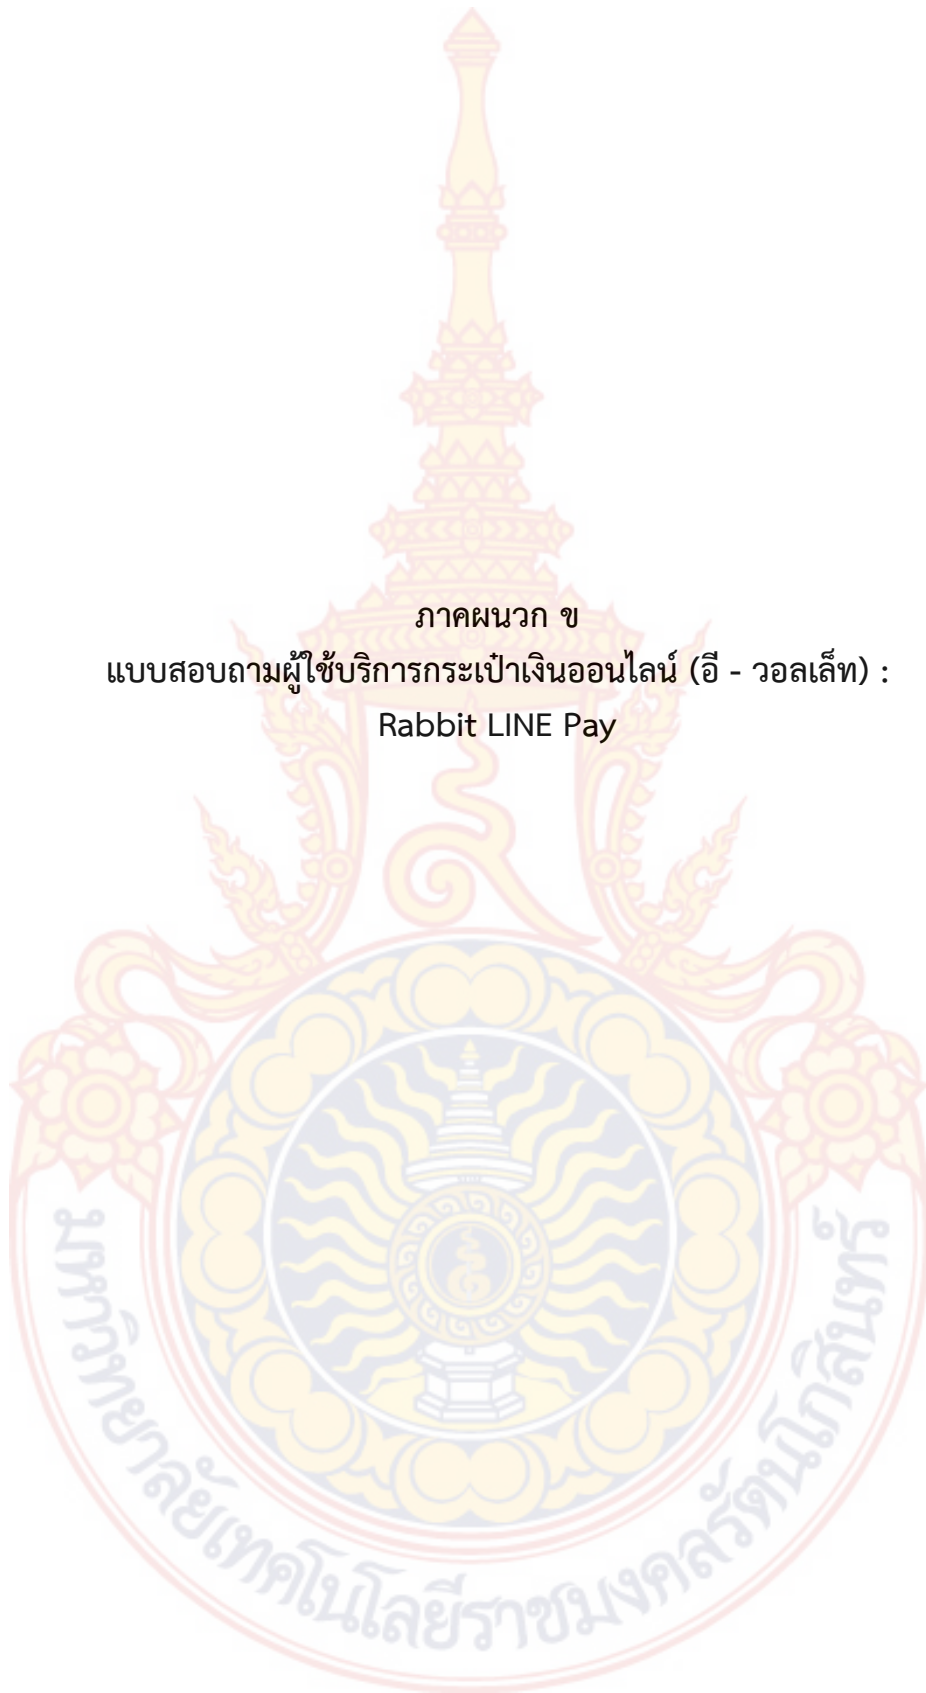 ภาคผนวก ข
แบบสอบถามผู้ใช้บริการกระเป๋าเงินออนไลน์ (อี - วอลเล็ท) :
Rabbit LINE Pay
มหาวิทยาลัยเทคโนโลยีราชมงคลรัตนโกสินทร์